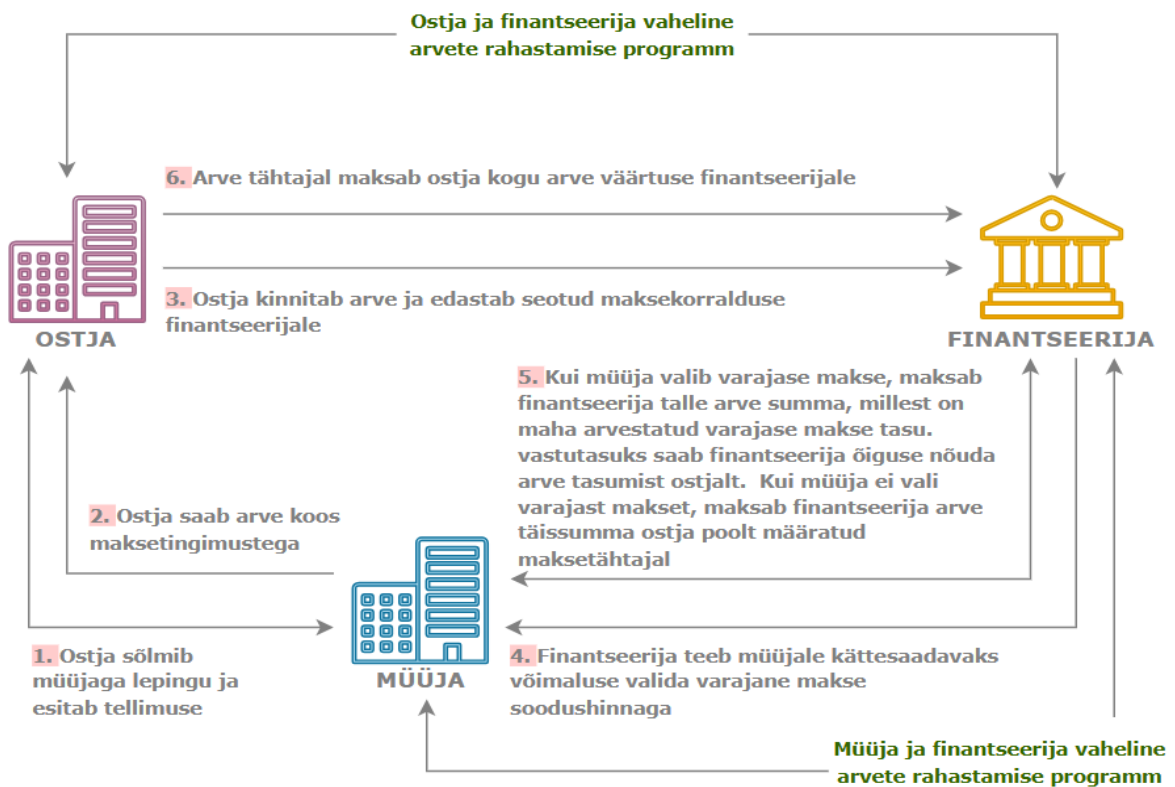 Ostja ja finantseerija vaheline
arvete rahastamise programm
6. Arve tähtajal maksab ostja kogu arve väärtuse finantseerijale
3. Ostja kinnitab arve ja edastab seotud maksekorralduse
finantseerijale
OSTJA
FINANTSEERIJA
5. Kui müüja valib varajase makse, maksab
finantseerija talle arve summa, millest on
maha arvestatud varajase makse tasu.
vastutasuks saab finantseerija õiguse nõuda
arve tasumist ostjalt.  Kui müüja ei vali
varajast makset, maksab finantseerija arve
täissumma ostja poolt määratud
maksetähtajal
2. Ostja saab arve koos
maksetingimustega
1. Ostja sõlmib
müüjaga lepingu ja
esitab tellimuse
MÜÜJA
4. Finantseerija teeb müüjale kättesaadavaks
võimaluse valida varajane makse
soodushinnaga
Müüja ja finantseerija vaheline
arvete rahastamise programm